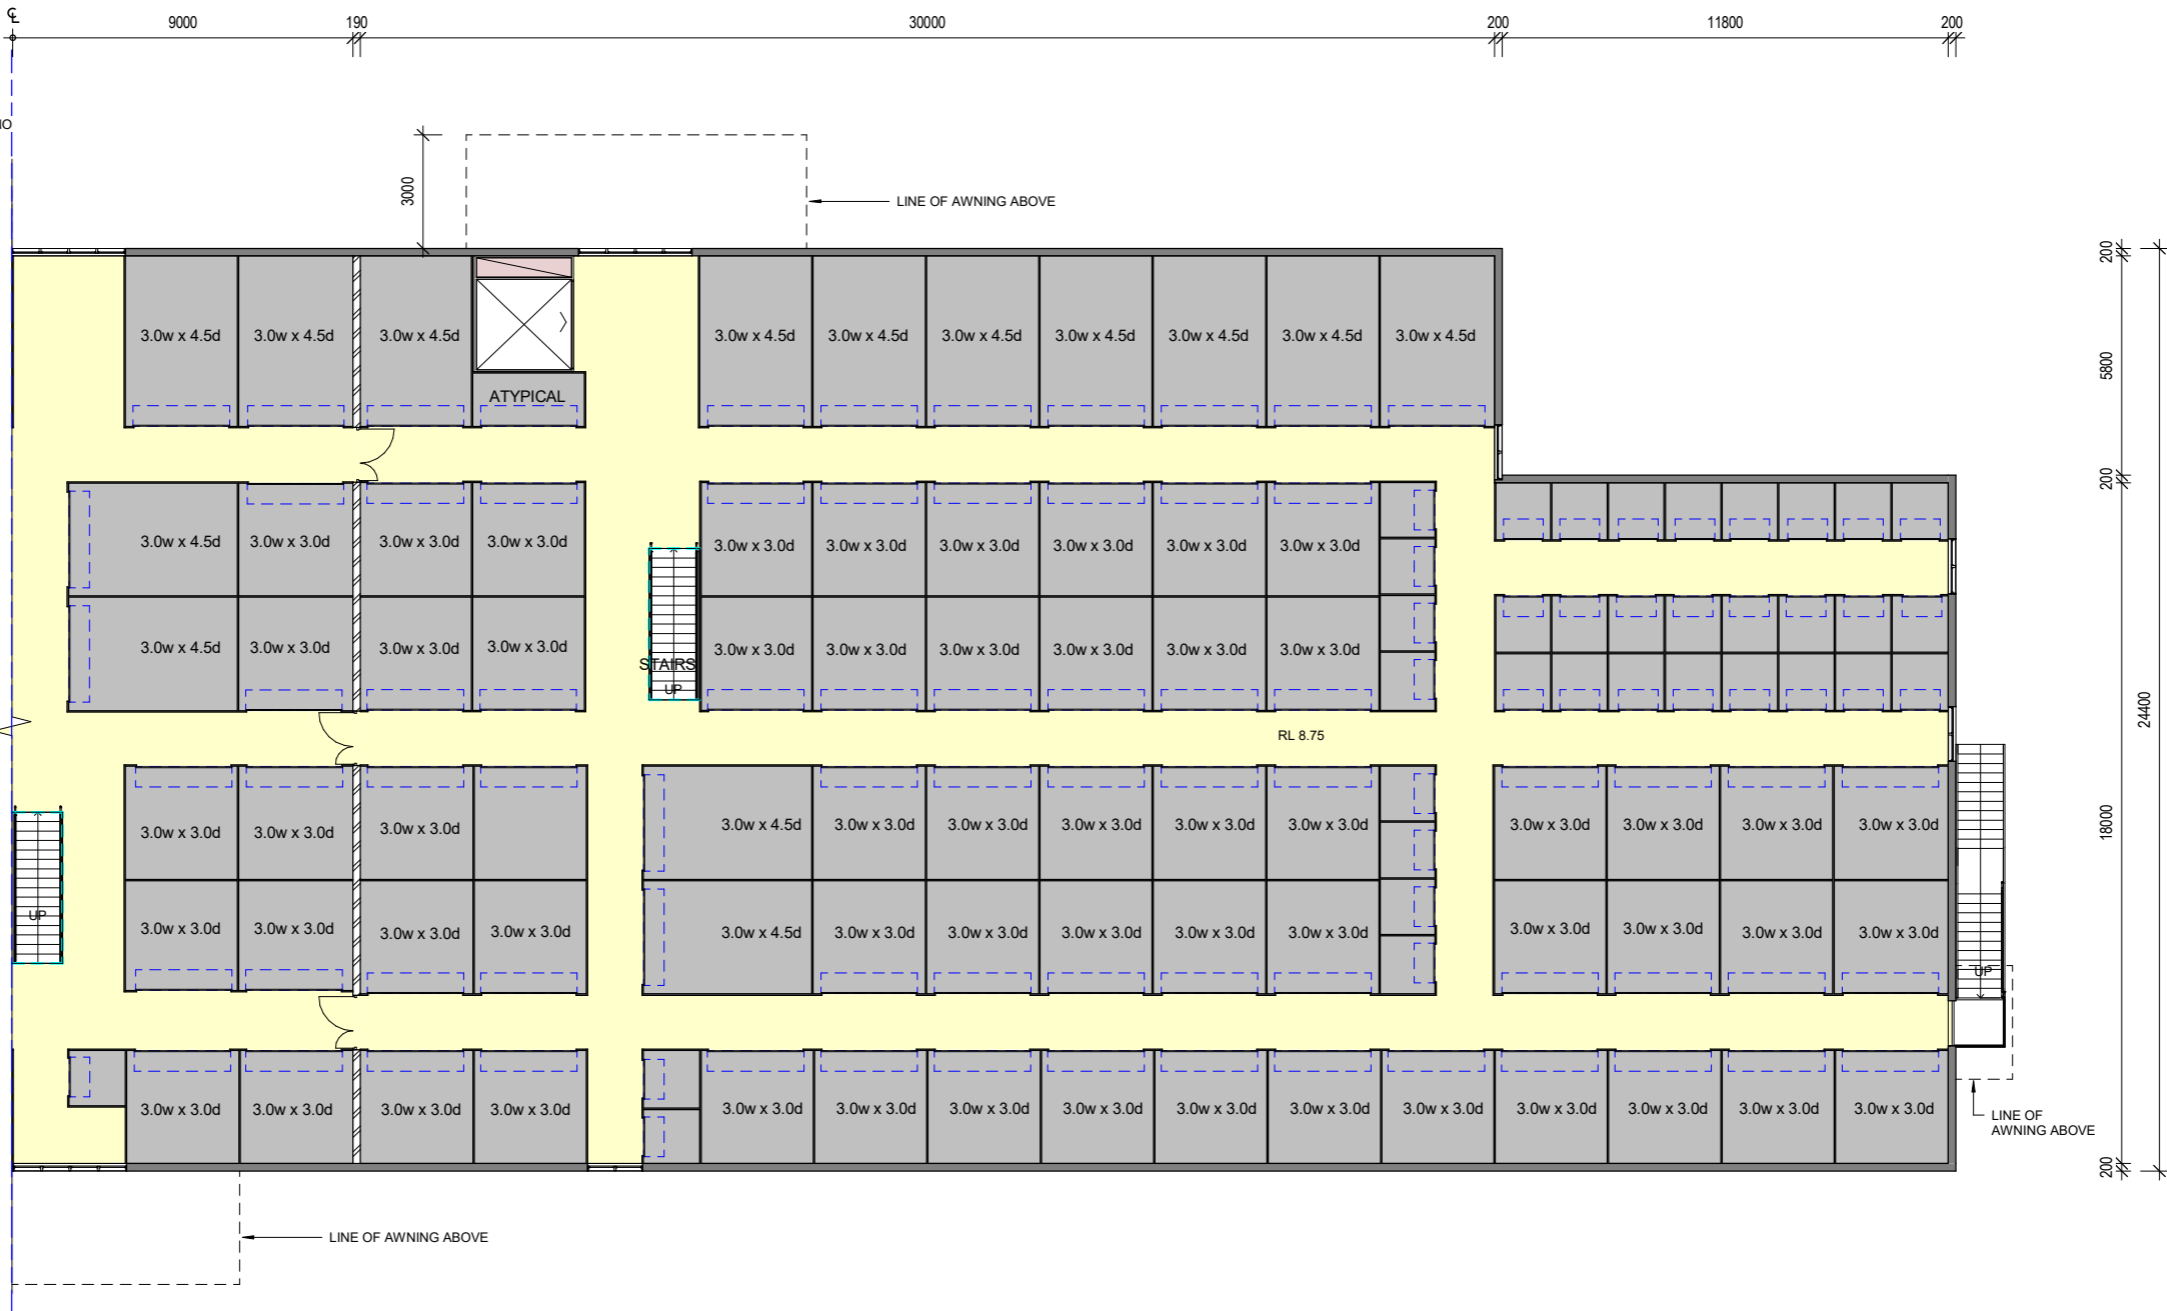 ℄ 9000 190 30000 200 11800 200
3000
LINE OF AWNING ABOVE
200
3.0w x 4.5d 3.0w x 4.5d 3.0w x 4.5d 3.0w x 4.5d 3.0w x 4.5d 3.0w x 4.5d 3.0w x 4.5d 3.0w x 4.5d 3.0w x 4.5d 3.0w x 4.5d
5800
ATYPICAL
200
3.0w x 4.5d 3.0w x 3.0d 3.0w x 3.0d 3.0w x 3.0d 3.0w x 3.0d 3.0w x 3.0d 3.0w x 3.0d 3.0w x 3.0d 3.0w x 3.0d 3.0w x 3.0d
3.0w x 4.5d 3.0w x 3.0d 3.0w x 3.0d 3.0w x 3.0d 3.0w x 3.0d 3.0w x 3.0d 3.0w x 3.0d 3.0w x 3.0d 3.0w x 3.0d 3.0w x 3.0d
STAIRS
UP
24400
RL 8.75
3.0w x 3.0d 3.0w x 3.0d 3.0w x 3.0d 3.0w x 4.5d 3.0w x 3.0d 3.0w x 3.0d 3.0w x 3.0d 3.0w x 3.0d 3.0w x 3.0d 3.0w x 3.0d 3.0w x 3.0d 3.0w x 3.0d 3.0w x 3.0d
18000
UP
3.0w x 3.0d 3.0w x 3.0d 3.0w x 3.0d 3.0w x 3.0d 3.0w x 4.5d 3.0w x 3.0d 3.0w x 3.0d 3.0w x 3.0d 3.0w x 3.0d 3.0w x 3.0d 3.0w x 3.0d 3.0w x 3.0d 3.0w x 3.0d 3.0w x 3.0d
UP
3.0w x 3.0d 3.0w x 3.0d 3.0w x 3.0d 3.0w x 3.0d 3.0w x 3.0d 3.0w x 3.0d 3.0w x 3.0d 3.0w x 3.0d 3.0w x 3.0d 3.0w x 3.0d 3.0w x 3.0d 3.0w x 3.0d 3.0w x 3.0d 3.0w x 3.0d 3.0w x 3.0d
LINE OF
AWNING ABOVE
200
LINE OF AWNING ABOVE